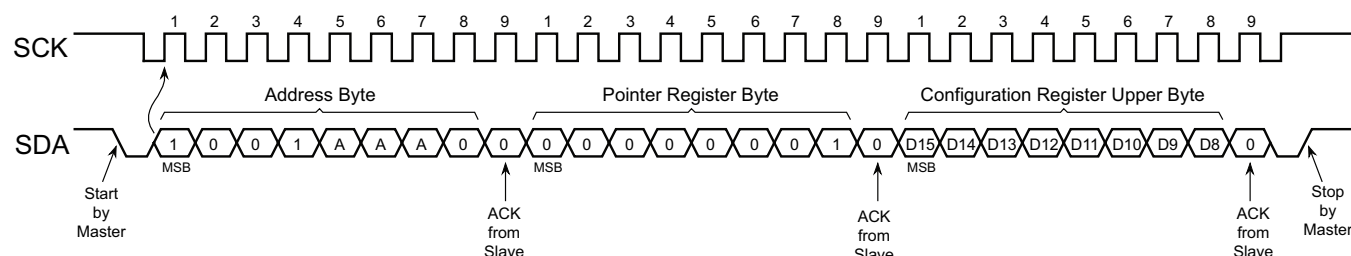 1 2 3 4 5 6 7 8 9 1 2 3 4 5 6 7 8 9 1 2 3 4 5 6 7 8 9
SCK
Address Byte Pointer Register Byte Configuration Register Upper Byte
SDA 1 0 0 1 A A A 0 0 0 0 0 0 0 0 0 1 0 D15 D14 D13 D12 D11 D10 D9 D8 0
MSB MSB MSB
Start
by
Master
ACK
from
Slave
ACK
from
Slave
ACK
from
Slave
Stop
by
Master